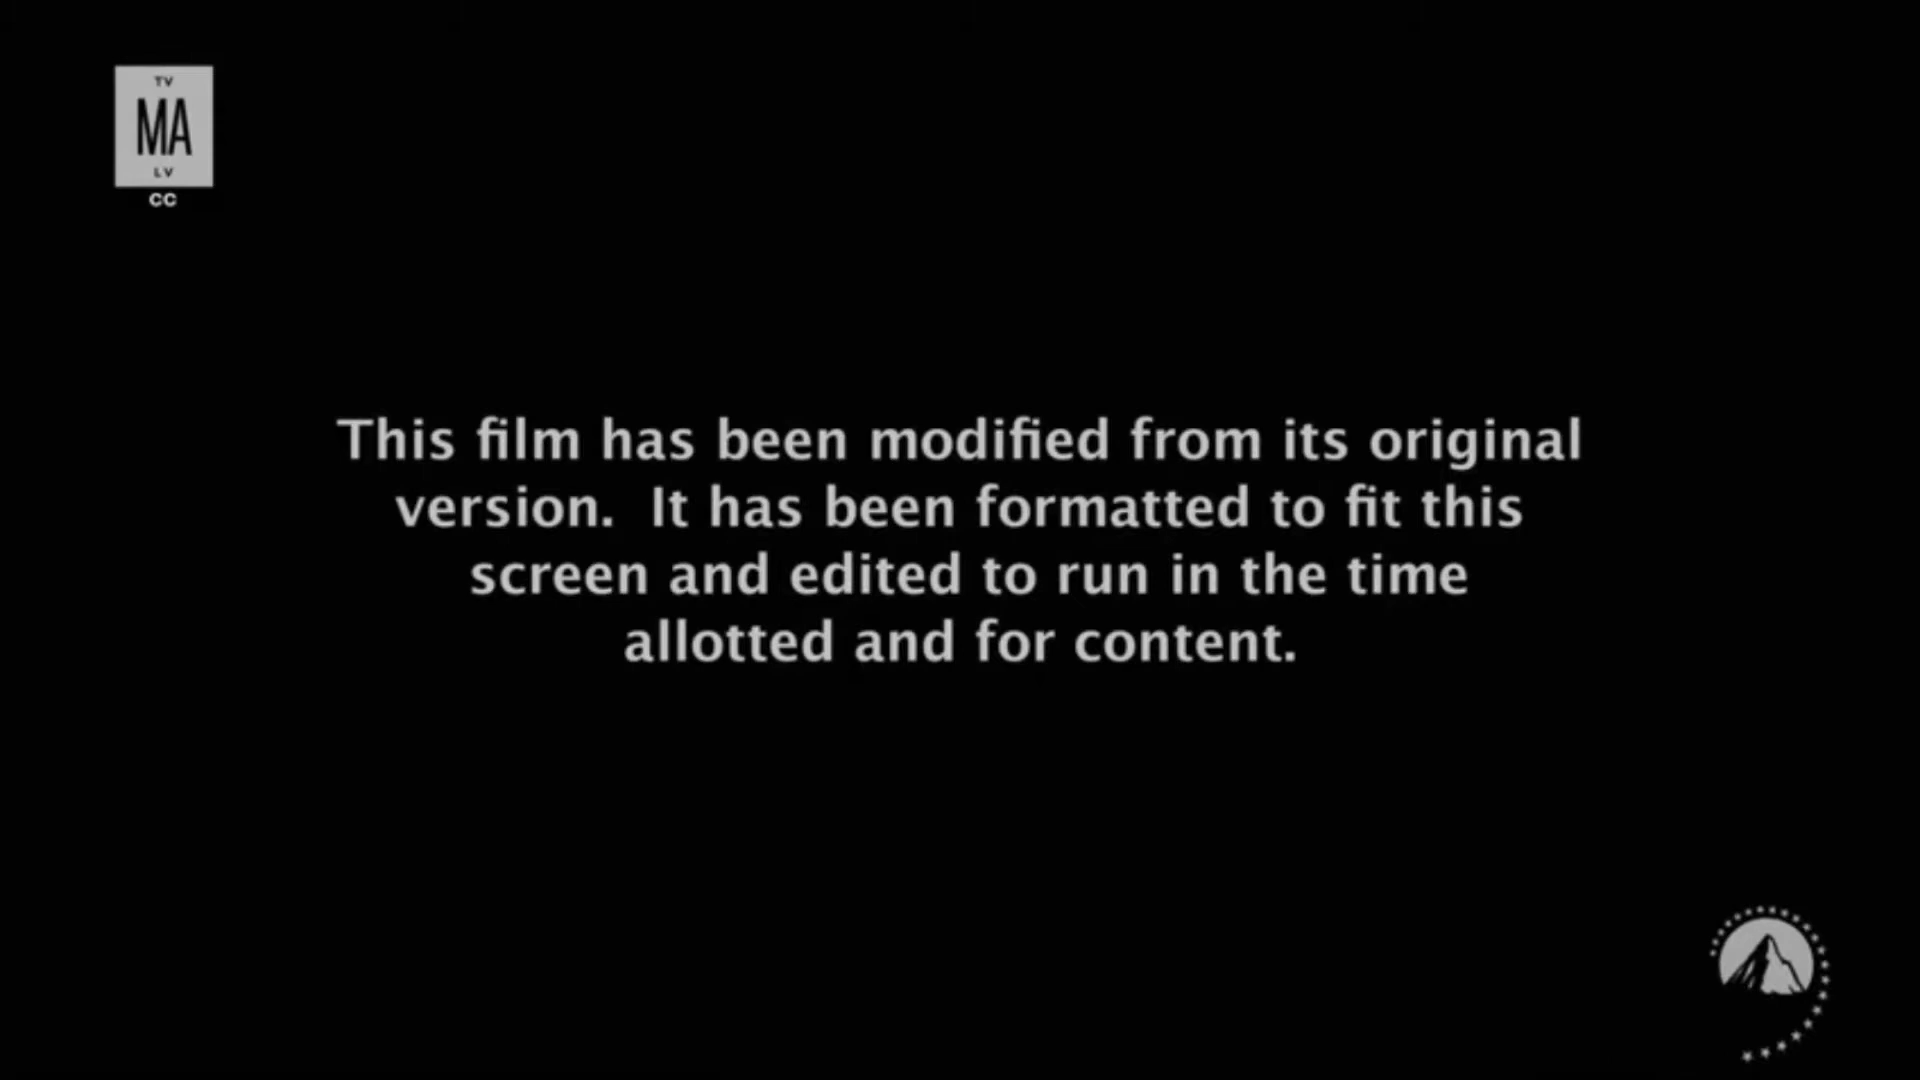 TV
MA
LV
CC
This film has been modified from its original
version.  It has been formatted to fit this
screen and edited to run in the time
allotted and for content.